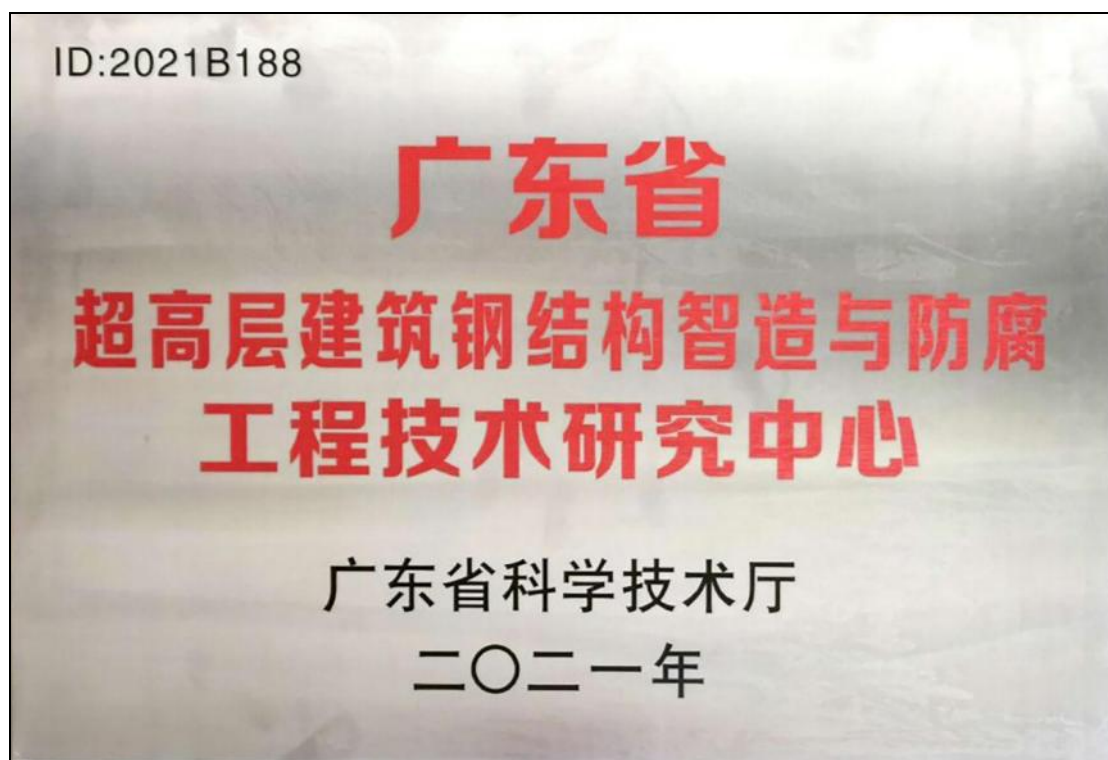 ID:2021B188
广东省
超高层建筑钢结构智造与防腐
工程技术研究中心
广东省科学技术厅
二〇二一年